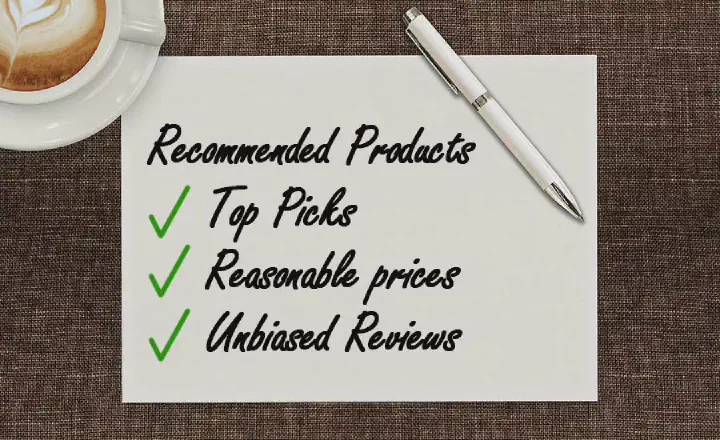 Recommended Products
Top Picks
Reasonable prices
Unbiased Reviews